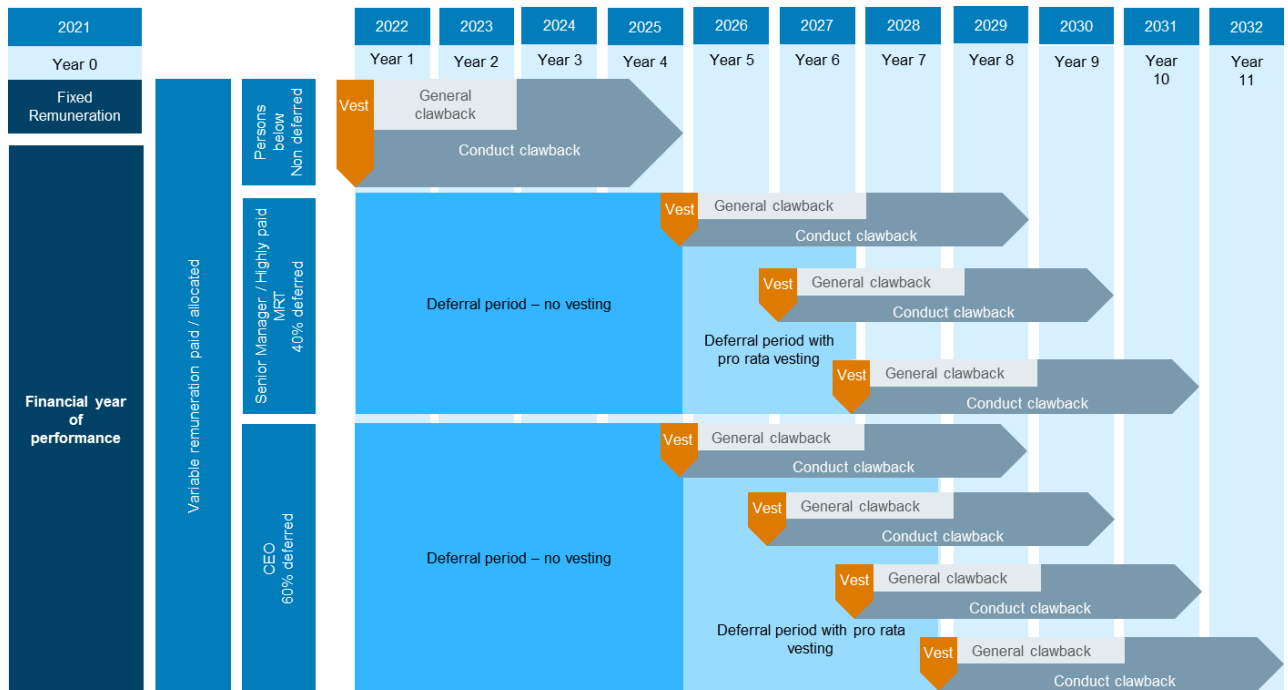 2021
2022
2023
2024
2025
2026
2027
2028
2029
2030
2031
2032
Year 0
Year 1
Year 2
Year 3
Year 4
Year 5
Year 6
Year 7
Year 8
Year 9
Year
10
Year
11
Fixed
Remuneration
Financial year
of
performance
Variable remuneration paid / allocated
Persons
below
Non deferred
Vest
General
clawback
Conduct clawback
Senior Manager / Highly paid
MRT
40% deferred
Deferral period – no vesting
Vest
General clawback
Conduct clawback
Vest
General clawback
Conduct clawback
Deferral period with
pro rata vesting
Vest
General clawback
Conduct clawback
CEO
60% deferred
Deferral period – no vesting
Vest
General clawback
Conduct clawback
Vest
General clawback
Conduct clawback
Vest
General clawback
Conduct clawback
Deferral period with pro rata
vesting
Vest
General clawback
Conduct clawback